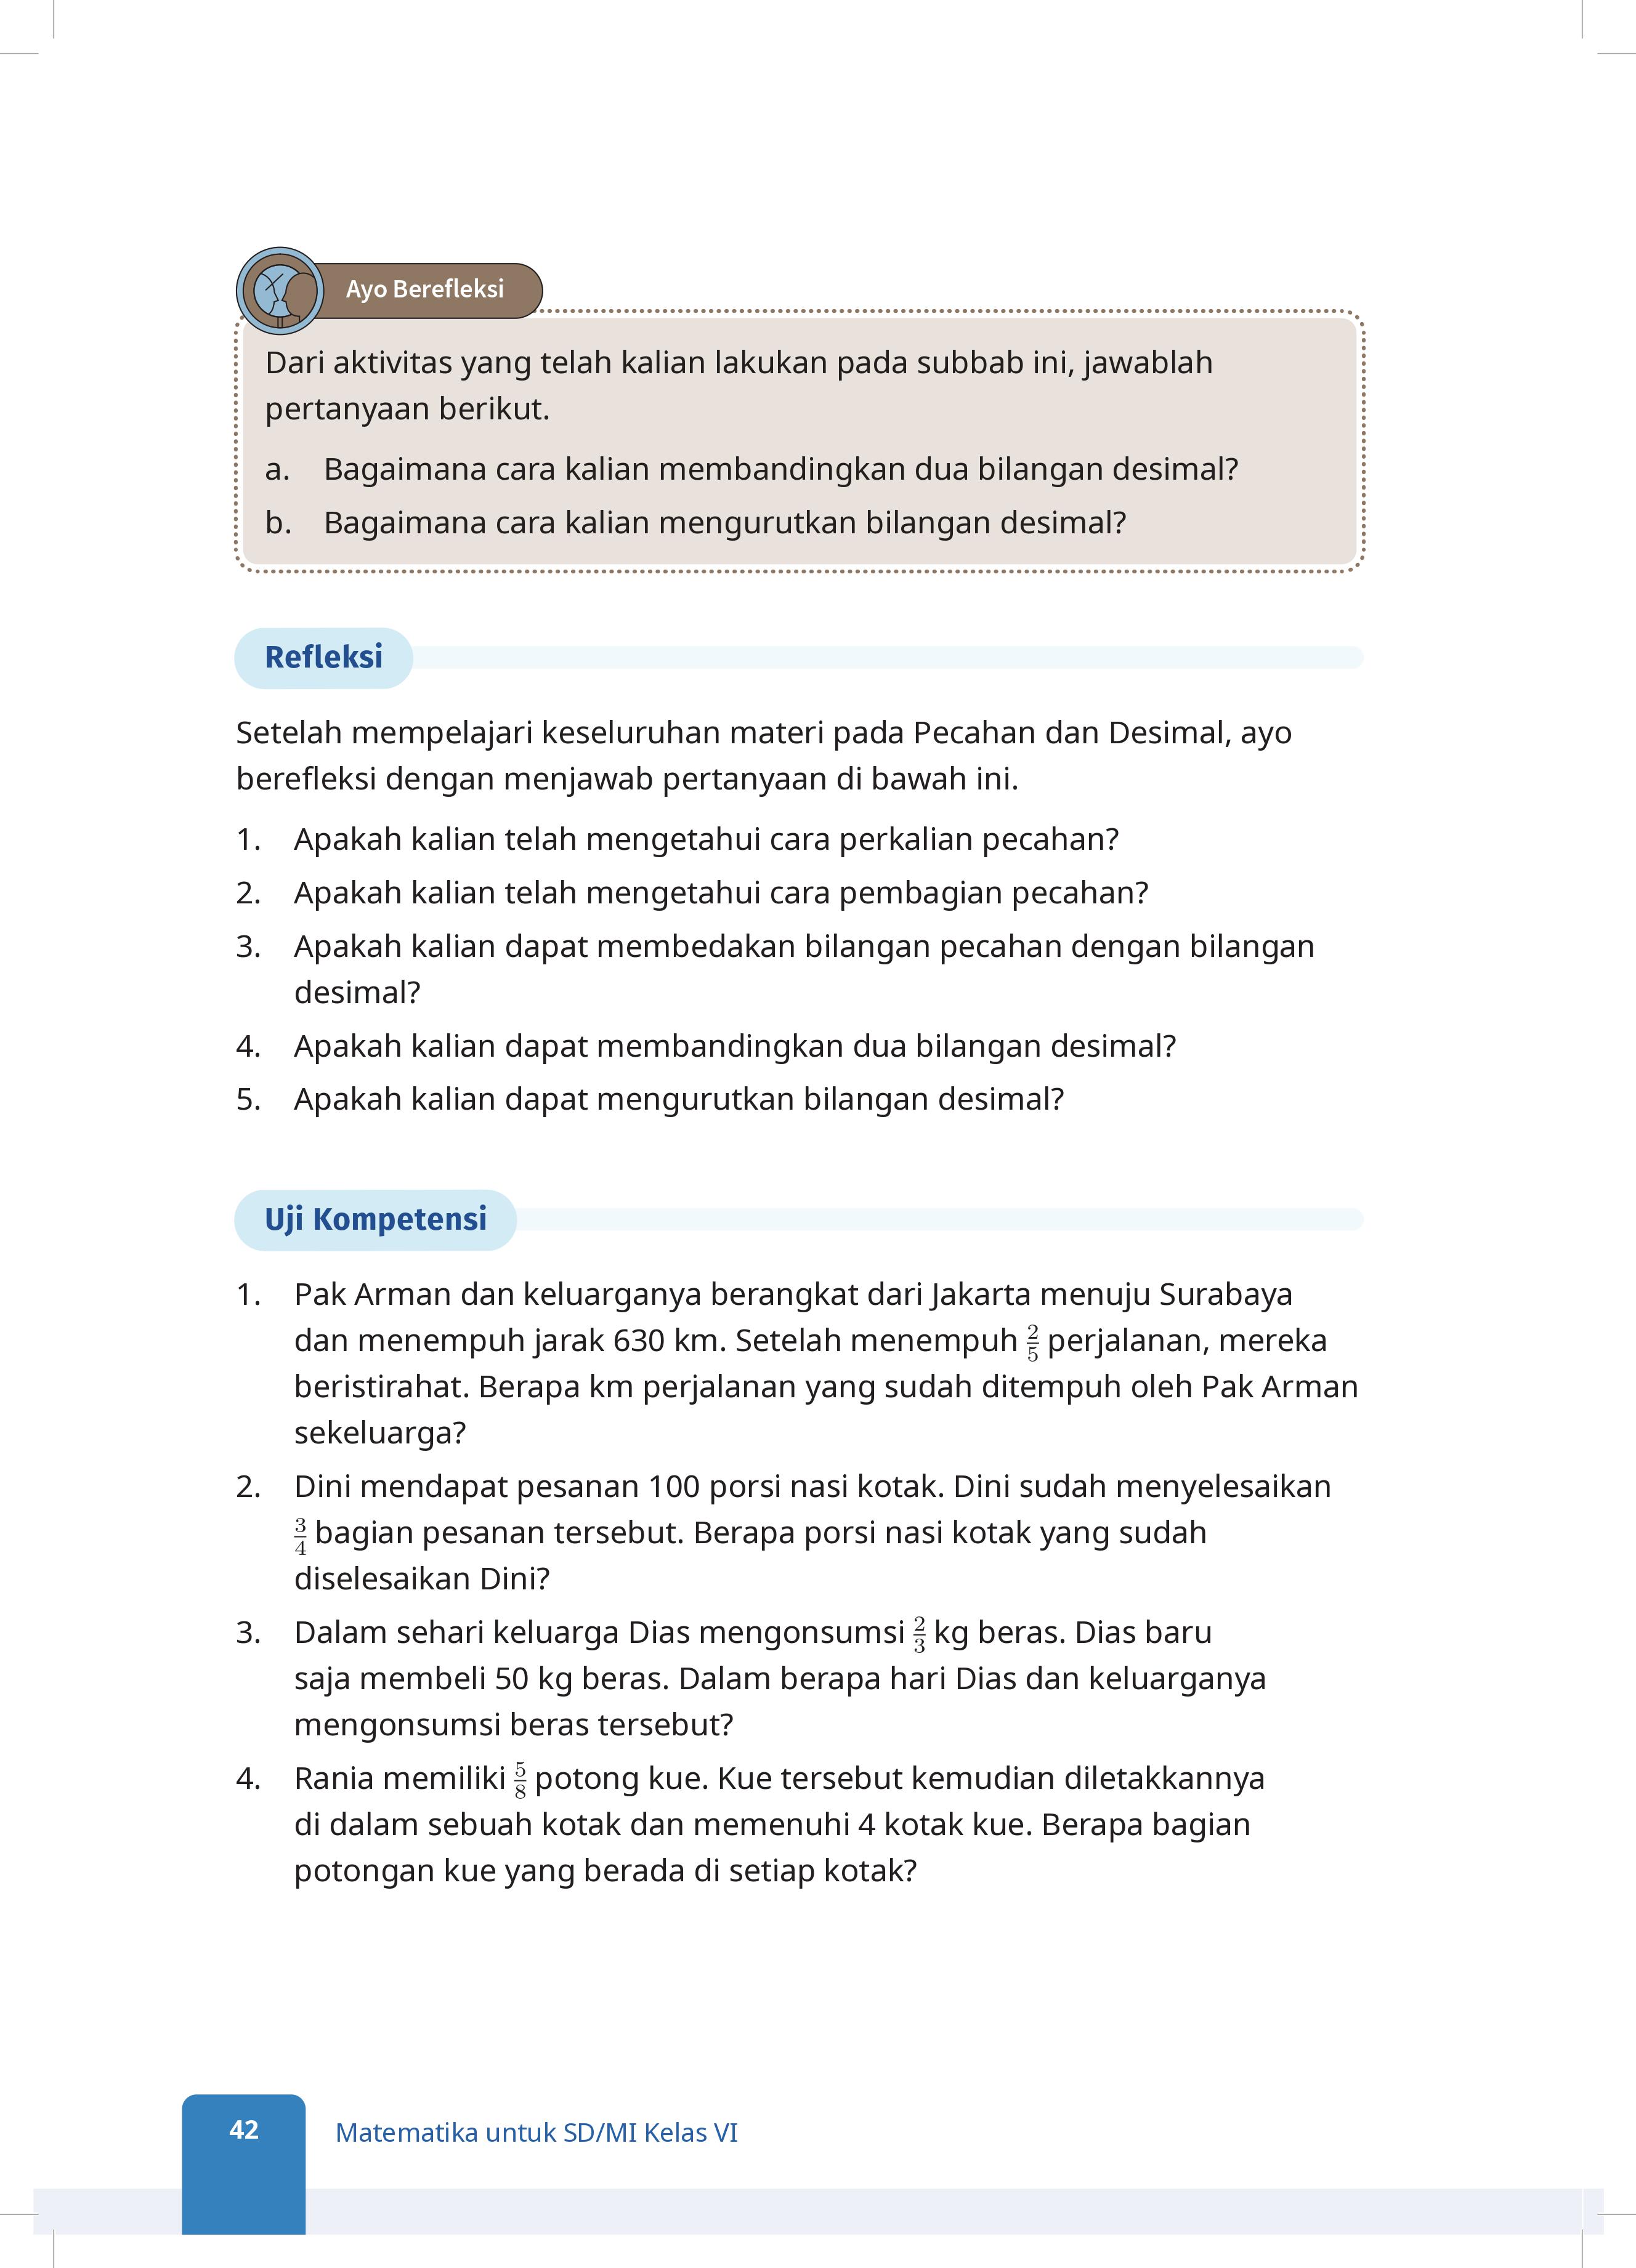 Ayo Berefleksi
Dari aktivitas yang telah kalian lakukan pada subbab ini, jawablah
pertanyaan berikut.
a. Bagaimana cara kalian membandingkan dua bilangan desimal?
b. Bagaimana cara kalian mengurutkan bilangan desimal?
Refleksi
Setelah mempelajari keseluruhan materi pada Pecahan dan Desimal, ayo
berefleksi dengan menjawab pertanyaan di bawah ini.
1. Apakah kalian telah mengetahui cara perkalian pecahan?
2. Apakah kalian telah mengetahui cara pembagian pecahan?
3. Apakah kalian dapat membedakan bilangan pecahan dengan bilangan
desimal?
4. Apakah kalian dapat membandingkan dua bilangan desimal?
5. Apakah kalian dapat mengurutkan bilangan desimal?
Uji Kompetensi
1. Pak Arman dan keluarganya berangkat dari Jakarta menuju Surabaya
dan menempuh jarak 630 km. Setelah menempuh 2/5 perjalanan, mereka
beristirahat. Berapa km perjalanan yang sudah ditempuh oleh Pak Arman
sekeluarga?
2. Dini mendapat pesanan 100 porsi nasi kotak. Dini sudah menyelesaikan
3/4 bagian pesanan tersebut. Berapa porsi nasi kotak yang sudah
diselesaikan Dini?
3. Dalam sehari keluarga Dias mengonsumsi 2/3 kg beras. Dias baru
saja membeli 50 kg beras. Dalam berapa hari Dias dan keluarganya
mengonsumsi beras tersebut?
4. Rania memiliki 5/8 potong kue. Kue tersebut kemudian diletakkannya
di dalam sebuah kotak dan memenuhi 4 kotak kue. Berapa bagian
potongan kue yang berada di setiap kotak?
42 Matematika untuk SD/MI Kelas VI